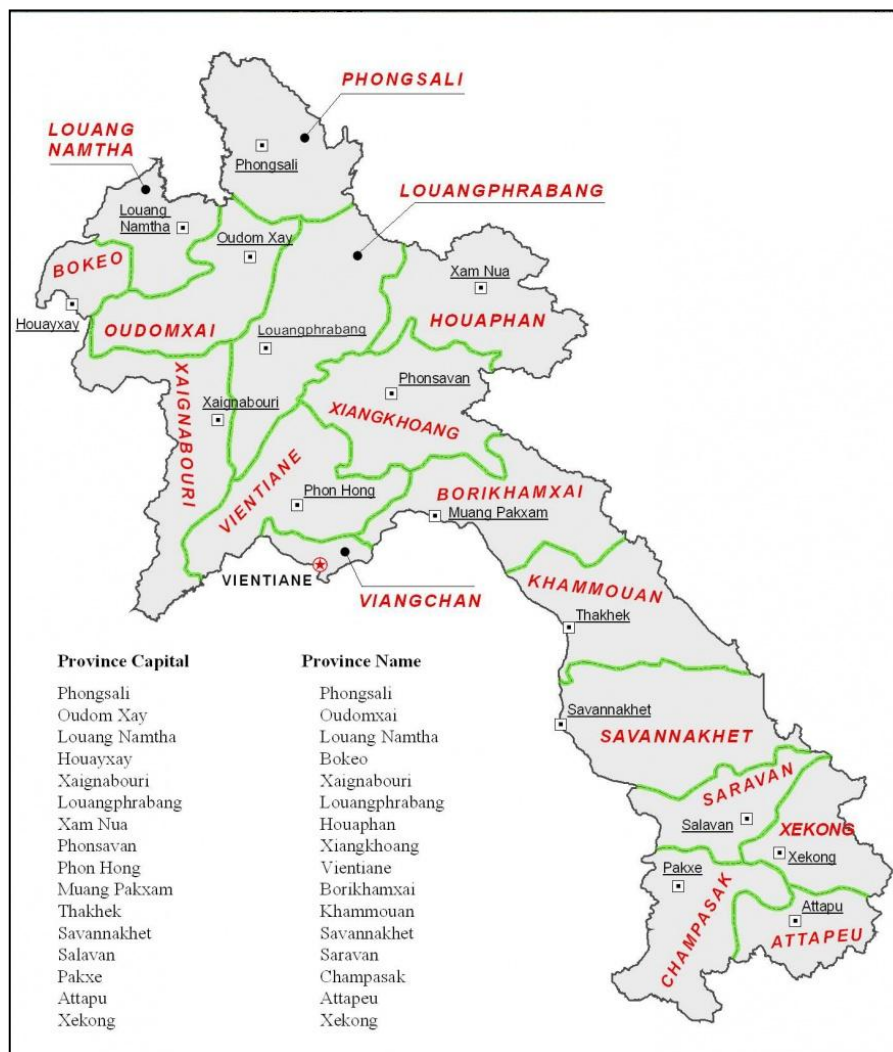 PHONGSALI
LOUANG
NAMTHA
Phongsali
LOUANGPHRABANG
Louang
Namtha
Oudom Xay
BOKEO
Xam Nua
Houayxay
OUDOMXAI
HOUAPHAN
Louangphrabang
XAIGNABOURI
Phonsavan
Xaignabouri
XIANGKHOANG
VIENTIANE
Phon Hong
BORIKHAMXAI
Muang Pakxam
VIENTIANE
VIANGCHAN
KHAMMOUAN
Thakhek
Savannakhet
SAVANNAKHET
SARAVAN
Salavan
XEKONG
Xekong
Pakxe
CHAMPASAK
Attapu
ATTAPEU
Province Capital Province Name
Phongsali Phongsali
Oudom Xay Oudomxai
Louang Namtha Louang Namtha
Houayxay Bokeo
Xaignabouri Xaignabouri
Louangphrabang Louangphrabang
Xam Nua Houaphan
Phonsavan Xiangkhoang
Phon Hong Vientiane
Muang Pakxam Borikhamxai
Thakhek Khammouan
Savannakhet Savannakhet
Salavan Saravan
Pakxe Champasak
Attapu Attapeu
Xekong Xekong